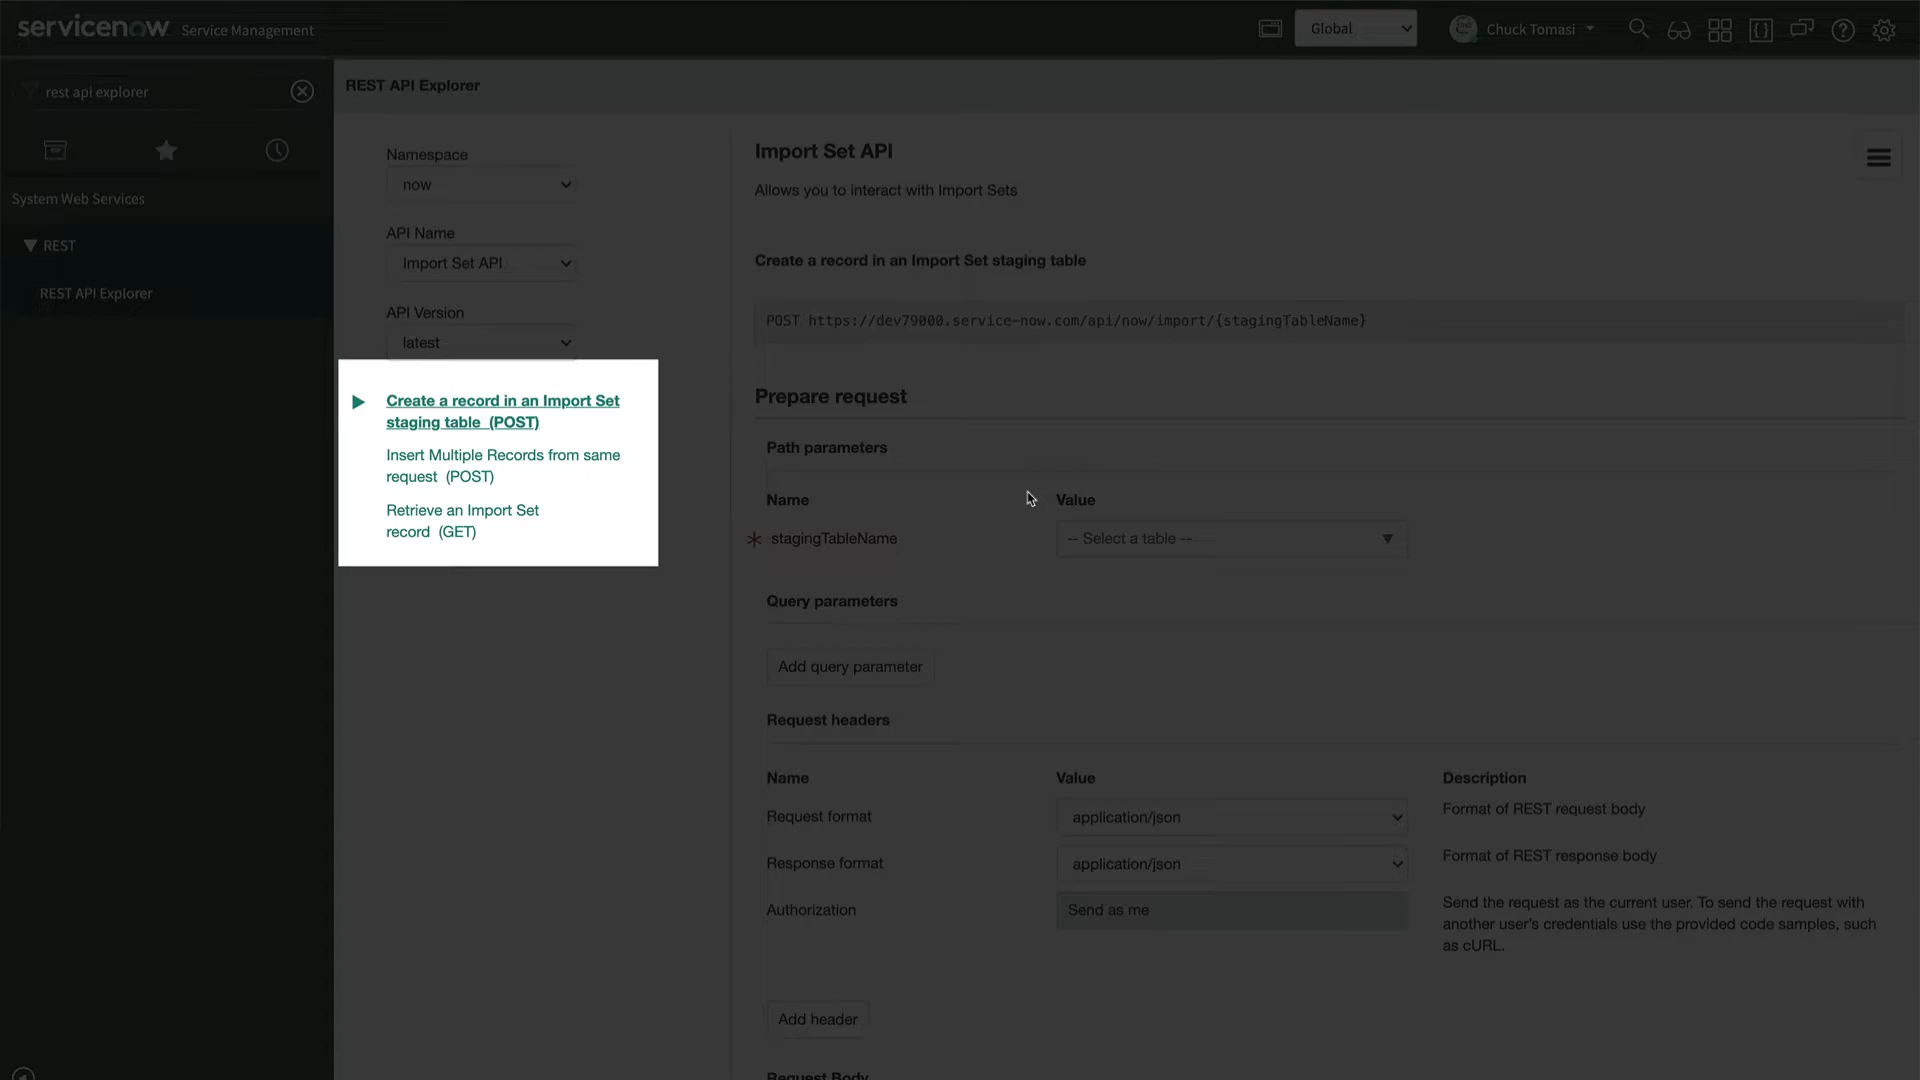 servicenow Service Management
Global
Chuck Tomasi
rest api explorer
System Web Services
REST
REST API Explorer
REST API Explorer
Namespace
now
API Name
Import Set API
API Version
latest
Create a record in an Import Set
staging table (POST)
Insert Multiple Records from same
request (POST)
Retrieve an Import Set
record (GET)
Import Set API
Allows you to interact with Import Sets
Create a record in an Import Set staging table
POST https://dev79000.service-now.com/api/now/import/{stagingTableName}
Prepare request
Path parameters
Name Value
stagingTableName -- Select a table --
Query parameters
Add query parameter
Request headers
Name Value Description
Request format application/json Format of REST request body
Response format application/json Format of REST response body
Authorization Send as me Send the request as the current user. To send the request with
another user's credentials use the provided code samples, such
as cURL.
Add header
Request Body